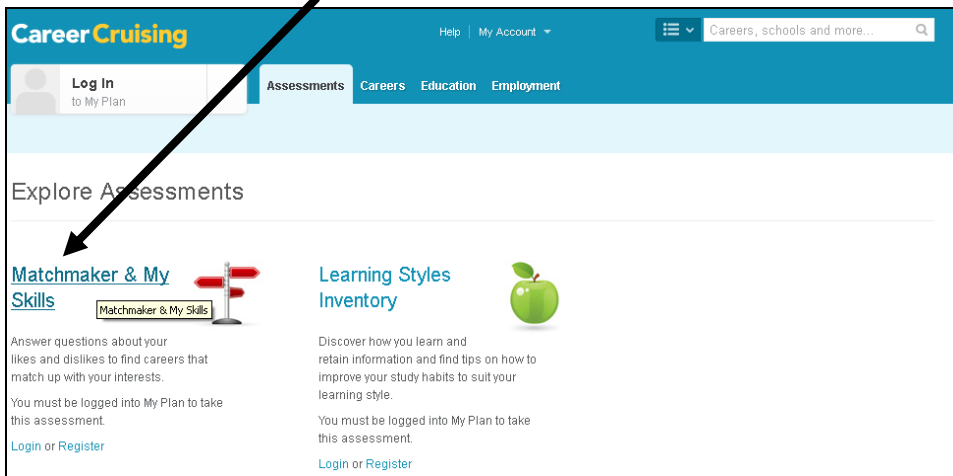 Career Cruising
Help | My Account
Careers, schools and more...
Log In
to My Plan
Assessments Careers Education Employment
Explore Assessments
Matchmaker & My
Skills
Matchmaker & My Skills
Answer questions about your
likes and dislikes to find careers that
match up with your interests.
You must be logged into My Plan to take
this assessment.
Login or Register
Learning Styles
Inventory
Discover how you learn and
retain information and find tips on how to
improve your study habits to suit your
learning style.
You must be logged into My Plan to take
this assessment.
Login or Register